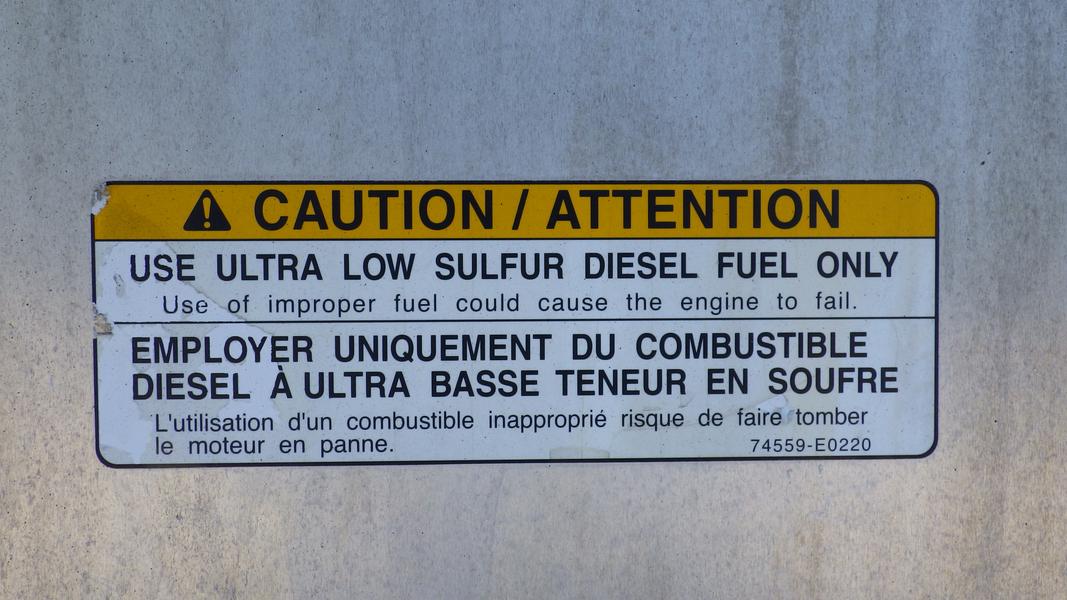 CAUTION / ATTENTION
USE ULTRA LOW SULFUR DIESEL FUEL ONLY
Use of improper fuel could cause the engine to fail.
EMPLOYER UNIQUEMENT DU COMBUSTIBLE
DIESEL À ULTRA BASSE TENEUR EN SOUFRE
L'utilisation d'un combustible inapproprié risque de faire tomber
le moteur en panne.
74559-E0220